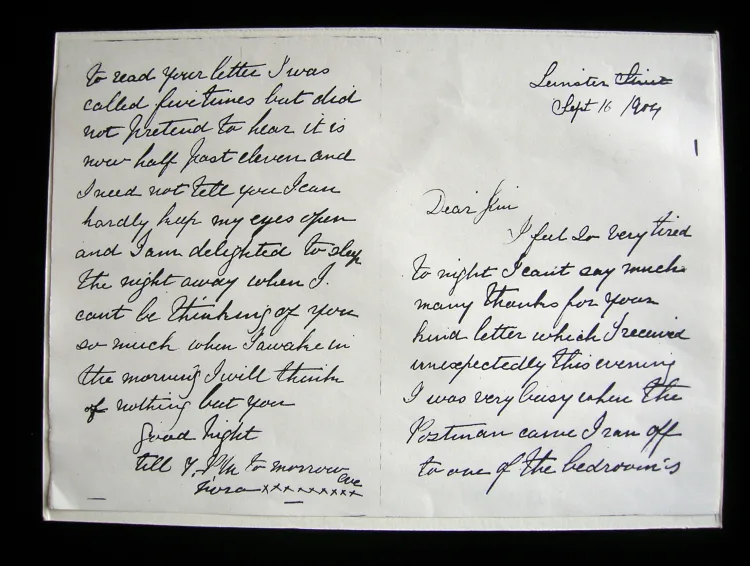 Leinster Street
Sept 16 1904
Dear Jim
I feel so very tired
to night I can't say much
many thanks for your
kind letter which I received
unexpectedly this evening
I was very busy when the
Postman came I ran off
to one of the bedroom's
to read your letter I was
called five times but did
not pretend to hear it is
now half past eleven and
I need not tell you I can
hardly keep my eyes open
and I am delighted to sleep
the night away when I
cant be thinking of you
so much when I awake in
the morning I will think
of nothing but you
Good night
till 7. P M to morrow eve
Nora xxxxxxxxx